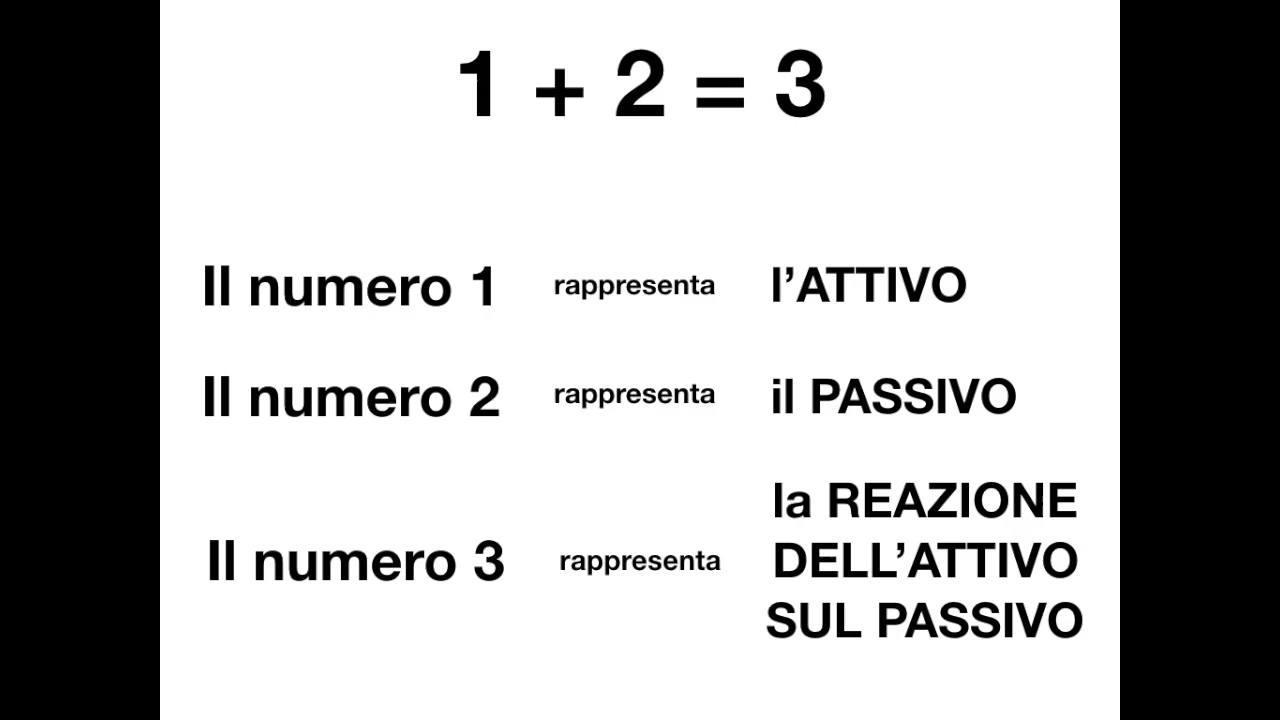 1 + 2 = 3
Il numero 1 rappresenta l’ATTIVO
Il numero 2 rappresenta il PASSIVO
la REAZIONE
Il numero 3 rappresenta DELL’ATTIVO
SUL PASSIVO